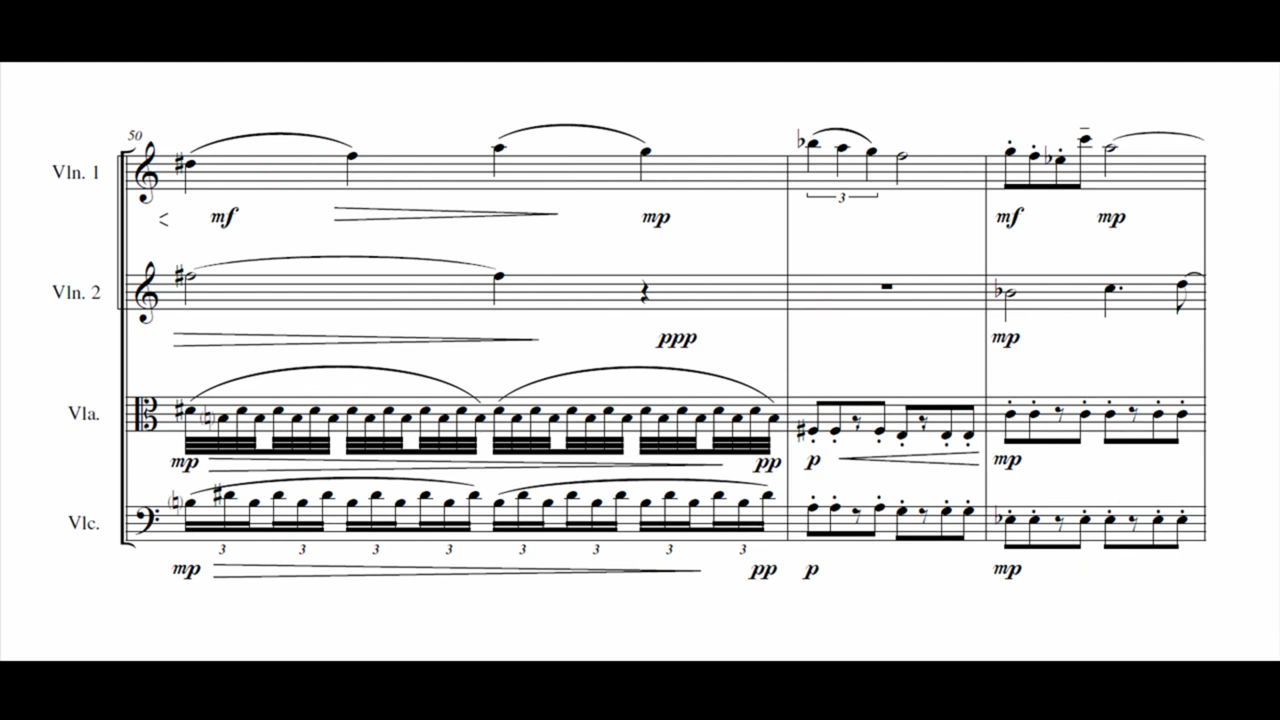 50
Vln. 1
3
mf mp mf mp
Vln. 2
ppp mp
Vla.
mp pp p mp
Vlc.
3 3 3 3 3 3 3 3
mp pp p mp